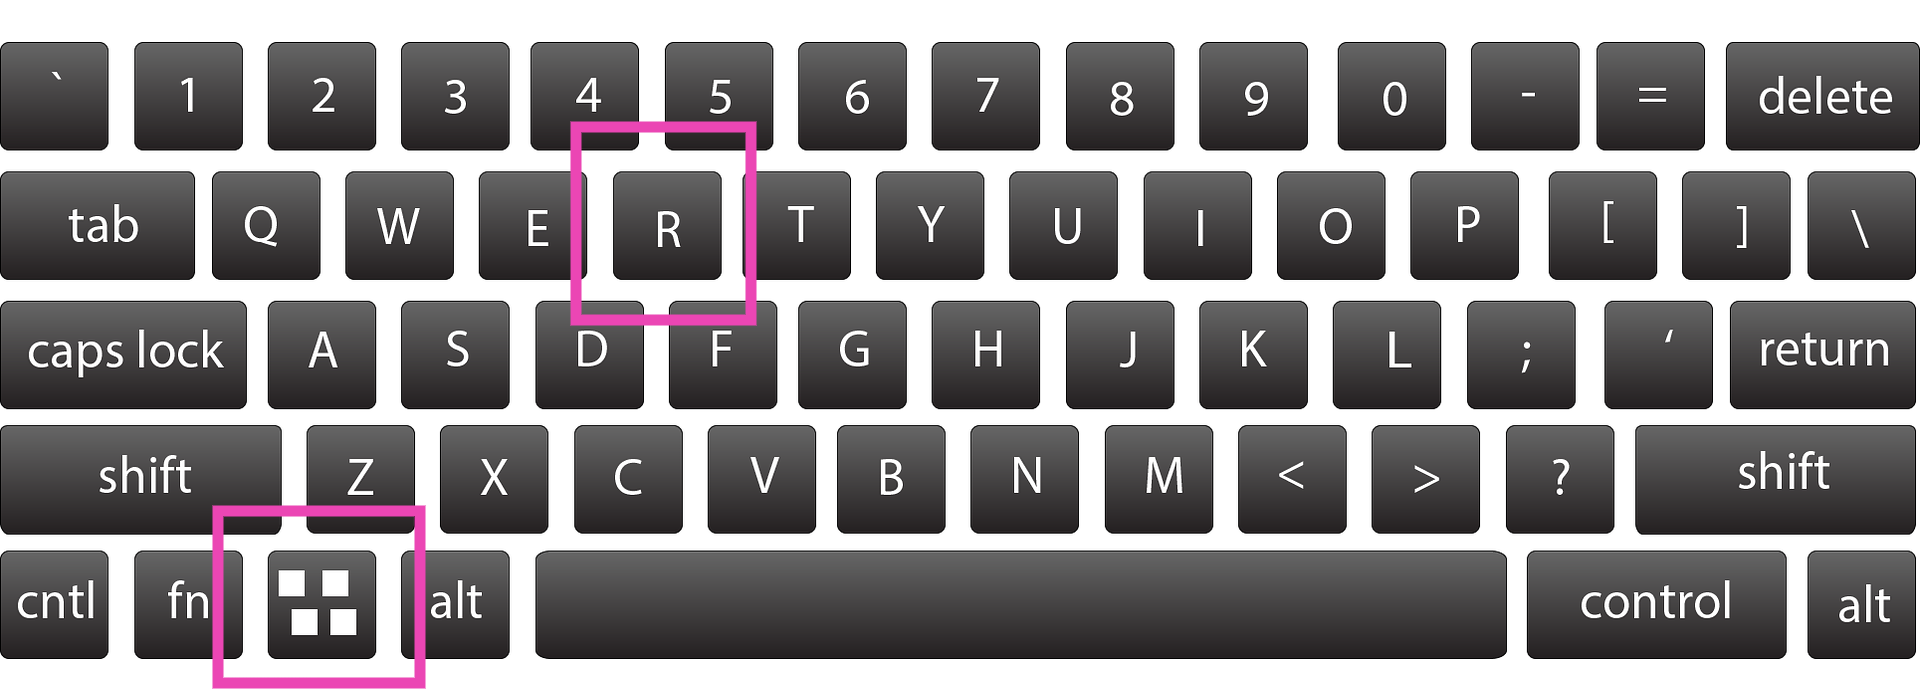 ` 1 2 3 4 5 6 7 8 9 0 - = delete
tab Q W E R T Y U I O P [ ] \
caps lock A S D F G H J K L ; ‘ return
shift Z X C V B N M < > ? shift
cntl fn alt control alt